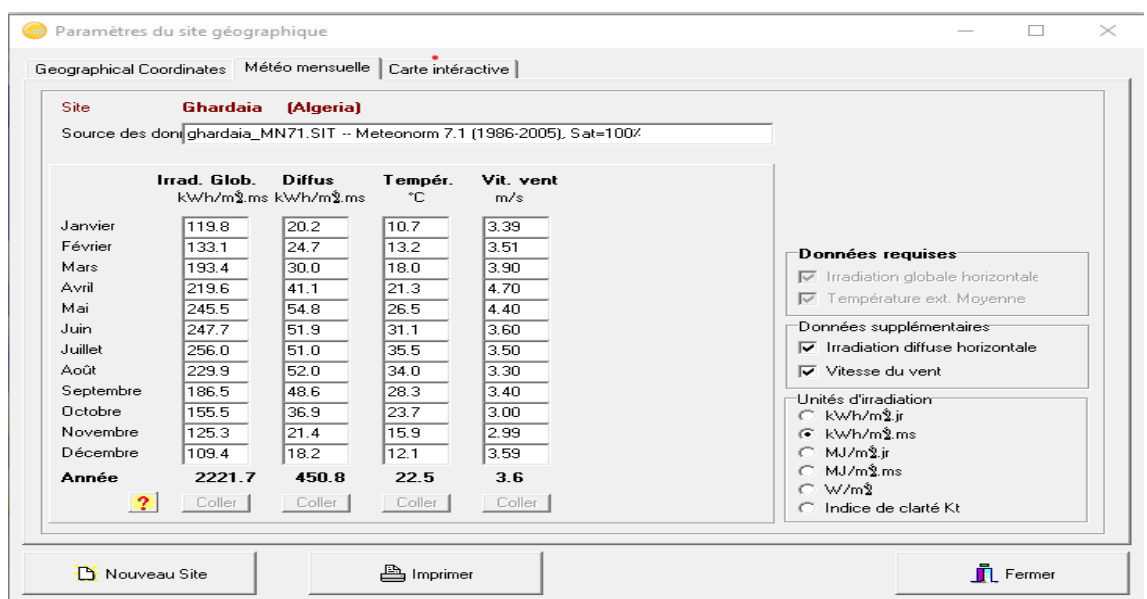 Paramètres du site géographique
Geographical Coordinates Météo mensuelle Carte intéractive
Site Ghardaia (Algeria)
Source des don ghardaia_MN71.SIT -- Meteonorm 7.1 (1986-2005), Sat=100%
Irrad. Glob. Diffus Tempér. Vit. vent
kWh/m².ms kWh/m².ms °C m/s
Janvier 119.8 20.2 10.7 3.39
Février 133.1 24.7 13.2 3.51
Mars 193.4 30.0 18.0 3.90
Avril 219.6 41.1 21.3 4.70
Mai 245.5 54.8 26.5 4.40
Juin 247.7 51.9 31.1 3.60
Juillet 256.0 51.0 35.5 3.50
Août 229.9 52.0 34.0 3.30
Septembre 186.5 48.6 28.3 3.40
Octobre 155.5 36.9 23.7 3.00
Novembre 125.3 21.4 15.9 2.99
Décembre 109.4 18.2 12.1 3.59
Année 2221.7 450.8 22.5 3.6
? Coller Coller Coller Coller
Données requises
Irradiation globale horizontale
Température ext. Moyenne
Données supplémentaires
Irradiation diffuse horizontale
Vitesse du vent
Unités d'irradiation
kWh/m².jr
kWh/m².ms
MJ/m².jr
MJ/m².ms
W/m²
Indice de clarté Kt
Nouveau Site Imprimer Fermer